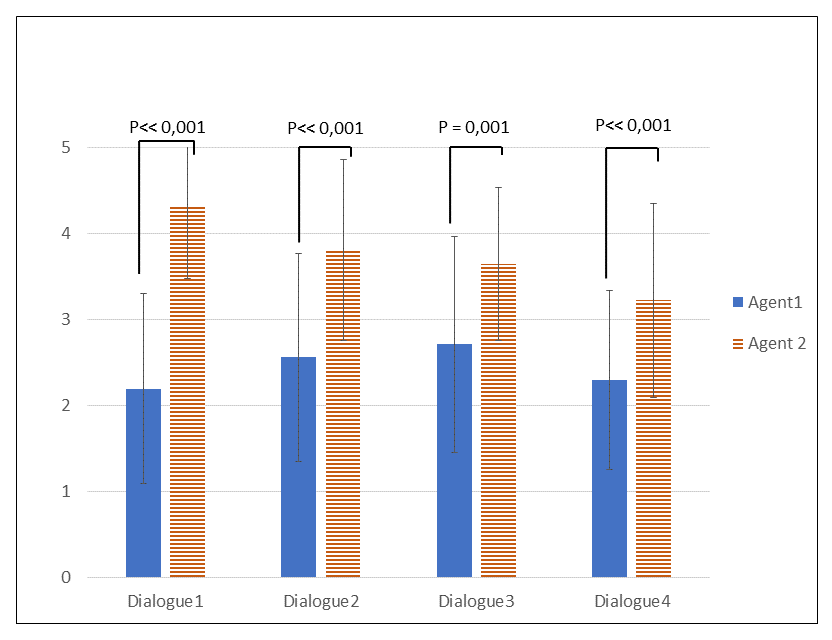 P<< 0,001
P<< 0,001
P = 0,001
P<< 0,001
5
4
3
2
1
0
Agent1
Agent 2
Dialogue1
Dialogue2
Dialogue3
Dialogue4